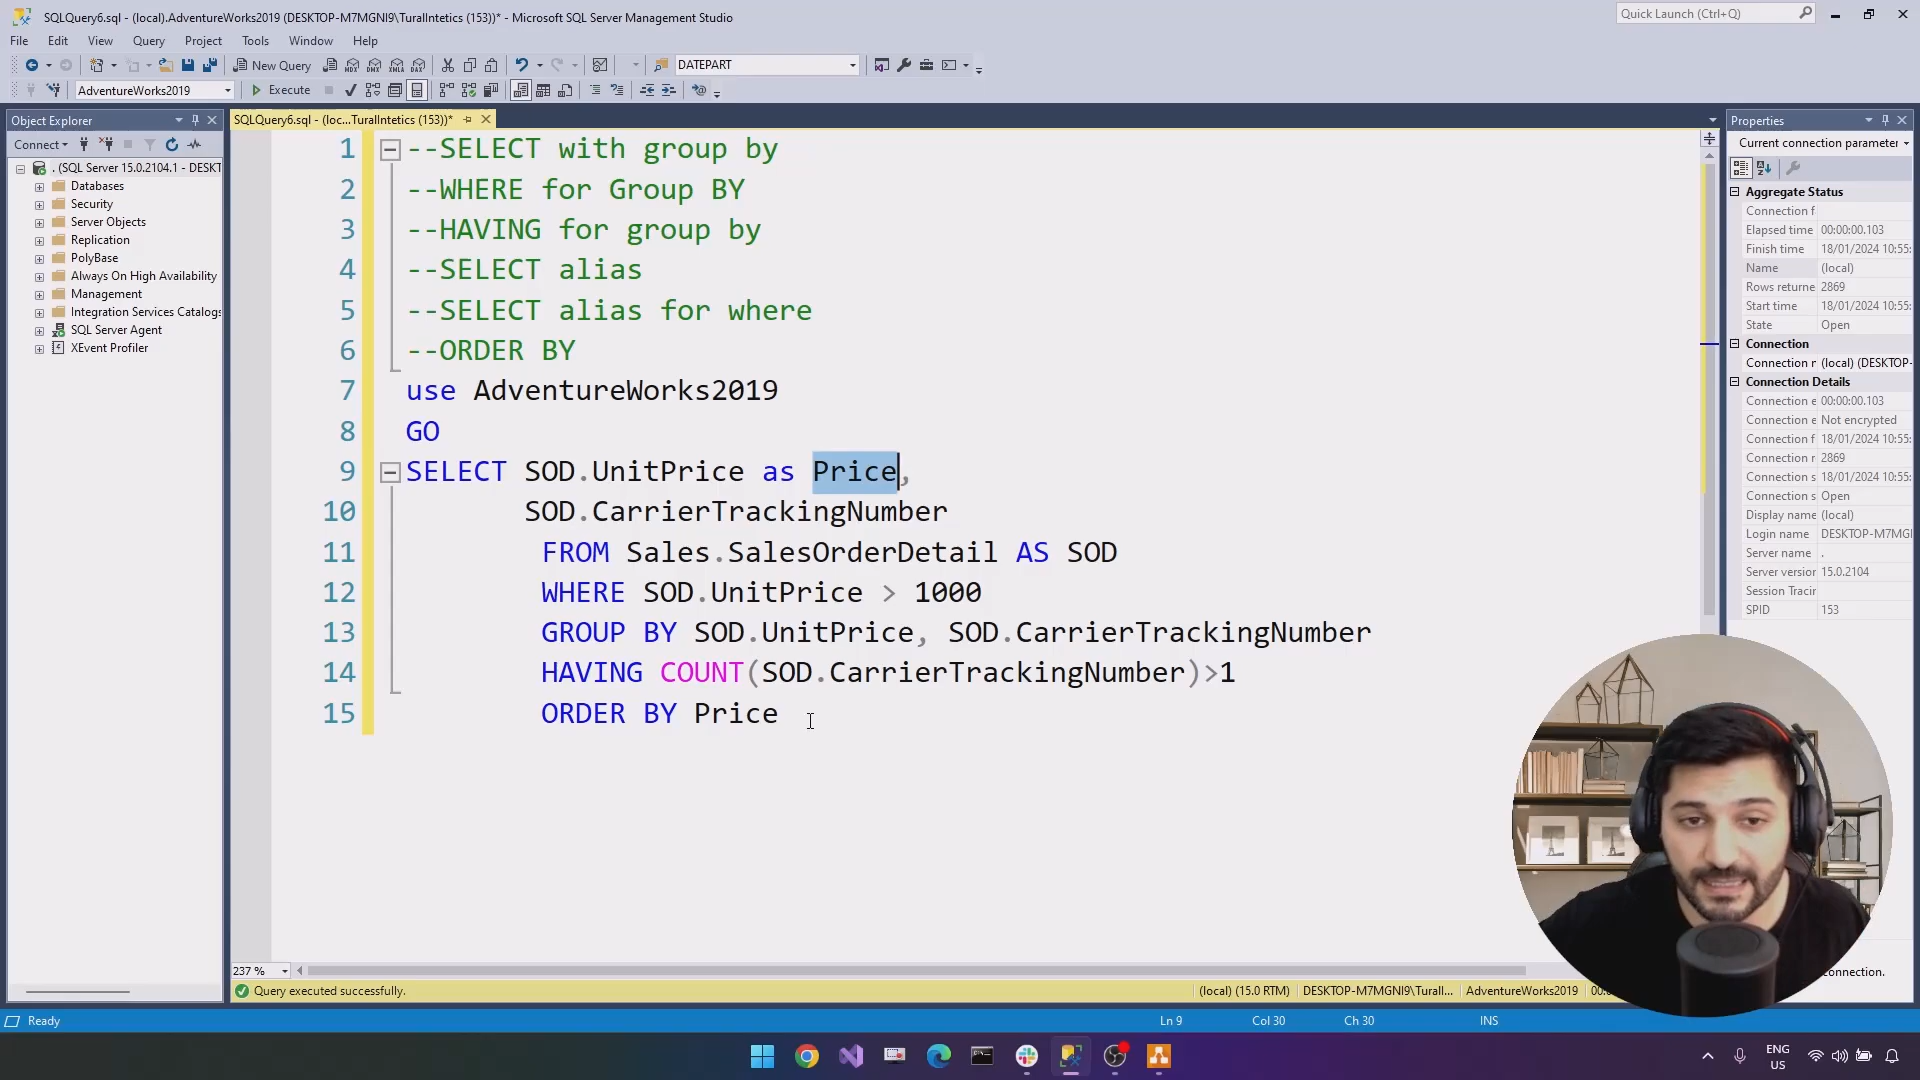 SQLQuery6.sql - (local).AdventureWorks2019 (DESKTOP-M7MGNI9\TuralIntetics (153))* - Microsoft SQL Server Management Studio
Quick Launch (Ctrl+Q)
File Edit View Query Project Tools Window Help
New Query
DATEPART
AdventureWorks2019
Execute
Object Explorer
SQLQuery6.sql - (loc...TuralIntetics (153))*
Properties
Connect
Current connection parameter
. (SQL Server 15.0.2104.1 - DESKT
Databases
Security
Server Objects
Replication
PolyBase
Always On High Availability
Management
Integration Services Catalogs
SQL Server Agent
XEvent Profiler
1 --SELECT with group by
2 --WHERE for Group BY
3 --HAVING for group by
4 --SELECT alias
5 --SELECT alias for where
6 --ORDER BY
7 use AdventureWorks2019
8 GO
9 SELECT SOD.UnitPrice as Price,
10 SOD.CarrierTrackingNumber
11 FROM Sales.SalesOrderDetail AS SOD
12 WHERE SOD.UnitPrice > 1000
13 GROUP BY SOD.UnitPrice, SOD.CarrierTrackingNumber
14 HAVING COUNT(SOD.CarrierTrackingNumber)>1
15 ORDER BY Price
Aggregate Status
Connection f
Elapsed time 00:00:00.103
Finish time 18/01/2024 10:55:
Name (local)
Rows returne 2869
Start time 18/01/2024 10:55:
State Open
Connection
Connection r (local) (DESKTOP-
Connection Details
Connection e 00:00:00.103
Connection e Not encrypted
Connection f 18/01/2024 10:55:
Connection r 2869
Connection s 18/01/2024 10:55:
Connection s Open
Display name (local)
Login name DESKTOP-M7MGI
Server name .
Server versior 15.0.2104
Session Tracir
SPID 153
connection.
237 %
Query executed successfully.
(local) (15.0 RTM)
DESKTOP-M7MGNI9\Turall...
AdventureWorks2019
Ready
Ln 9
Col 30
Ch 30
INS
ENG
US